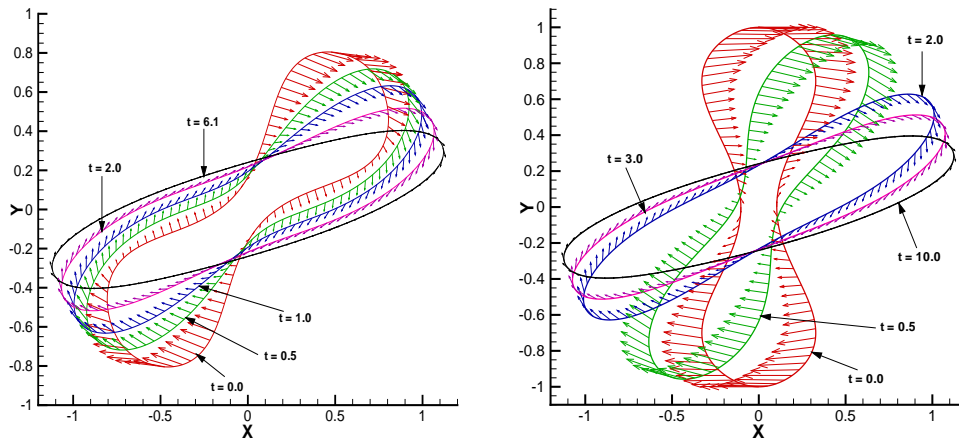 1
0.8
0.6
0.4
0.2
0
-0.2
-0.4
-0.6
-0.8
-1
Y
-1
-0.5
0
0.5
1
X
t = 6.1
t = 2.0
t = 1.0
t = 0.5
t = 0.0
1
0.8
0.6
0.4
0.2
0
-0.2
-0.4
-0.6
-0.8
-1
Y
-1
-0.5
0
0.5
1
X
t = 2.0
t = 3.0
t = 10.0
t = 0.5
t = 0.0